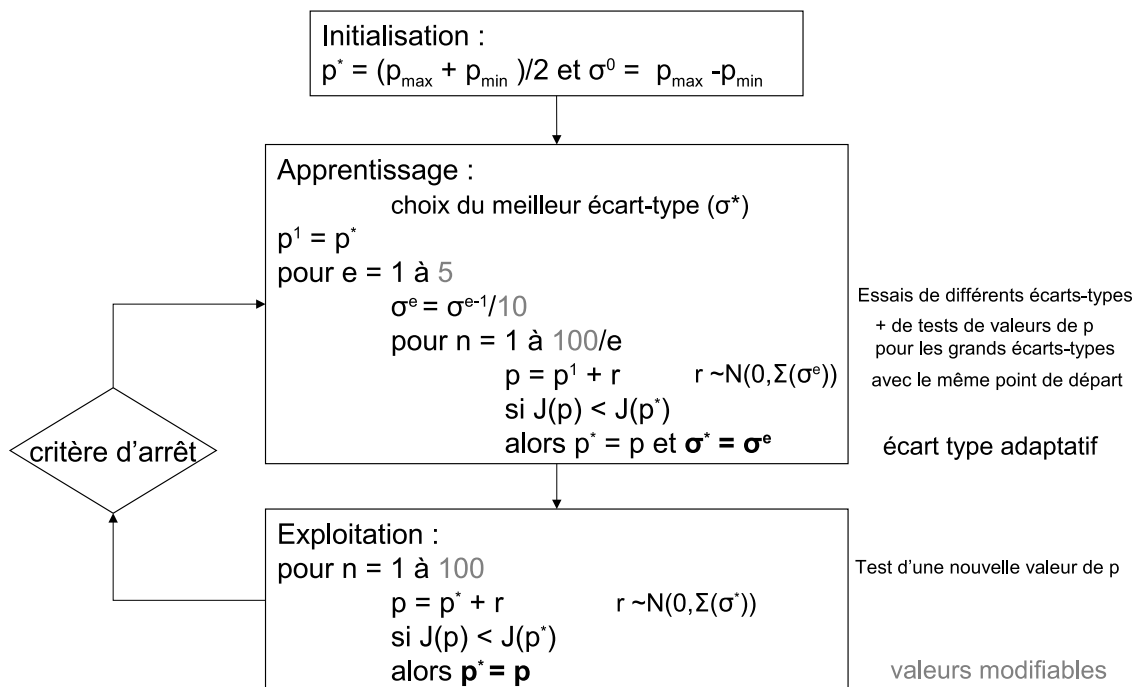 Initialisation :
p* = (pmax + pmin )/2 et σ⁰ = pmax -pmin
Apprentissage :
choix du meilleur écart-type (σ*)
p¹ = p*
pour e = 1 à 5
σᵉ = σᵉ⁻¹/10
pour n = 1 à 100/e
p = p¹ + r r ~N(0,Σ(σᵉ))
si J(p) < J(p*)
alors p* = p et σ* = σᵉ
Essais de différents écarts-types
+ de tests de valeurs de p
pour les grands écarts-types
avec le même point de départ
écart type adaptatif
critère d'arrêt
Exploitation :
pour n = 1 à 100
p = p* + r r ~N(0,Σ(σ*))
si J(p) < J(p*)
alors p* = p
Test d'une nouvelle valeur de p
valeurs modifiables